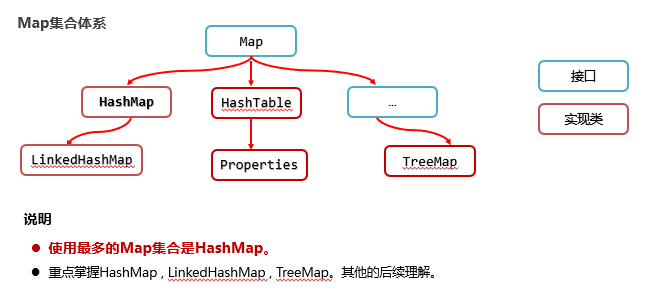 Map集合体系
Map
接口
HashMap
HashTable
...
实现类
LinkedHashMap
Properties
TreeMap
说明
使用最多的Map集合是HashMap。
重点掌握HashMap , LinkedHashMap , TreeMap。其他的后续理解。